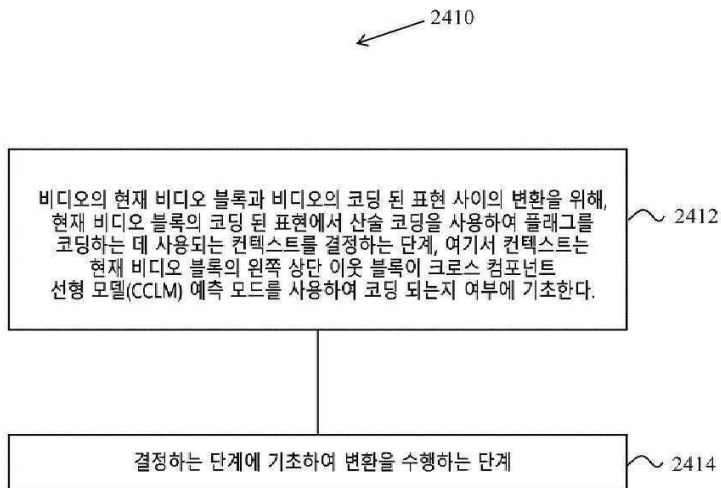 2410
비디오의 현재 비디오 블록과 비디오의 코딩 된 표현 사이의 변환을 위해,
현재 비디오 블록의 코딩 된 표현에서 산술 코딩을 사용하여 플래그를
코딩하는 데 사용되는 컨텍스트를 결정하는 단계, 여기서 컨텍스트는
현재 비디오 블록의 왼쪽 상단 이웃 블록이 크로스 컴포넌트
선형 모델(CCLM) 예측 모드를 사용하여 코딩 되는지 여부에 기초한다.
2412
결정하는 단계에 기초하여 변환을 수행하는 단계
2414